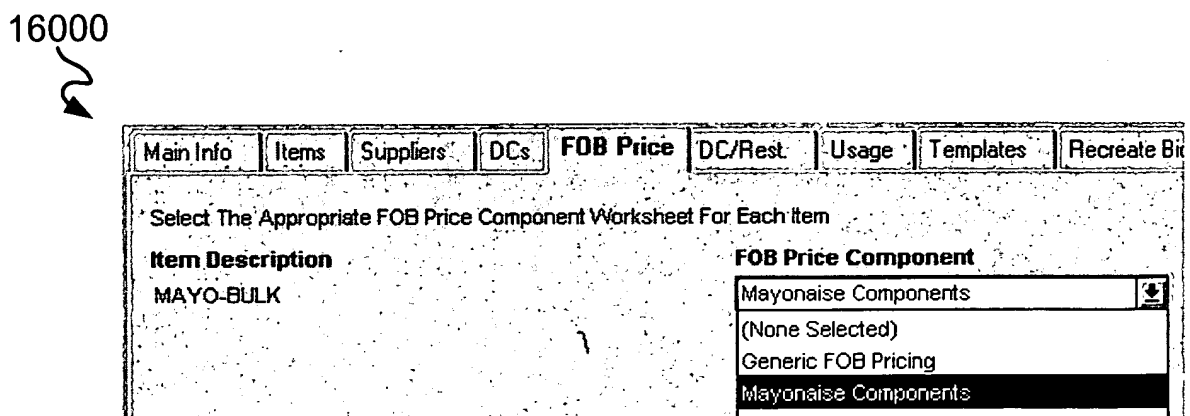 16000
Main Info Items Suppliers DCs FOB Price DC/Rest. Usage Templates Recreate Bi
Select The Appropriate FOB Price Component Worksheet For Each Item
Item Description FOB Price Component
MAYO-BULK Mayonaise Components
(None Selected)
Generic FOB Pricing
Mayonaise Components